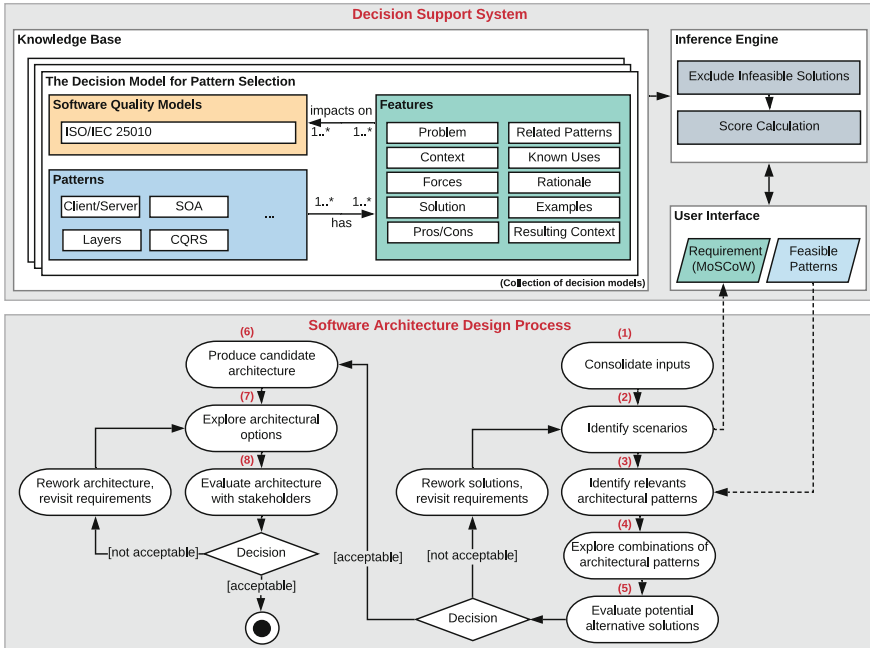 Decision Support System
Knowledge Base
The Decision Model for Pattern Selection
Software Quality Models
ISO/IEC 25010
impacts on
1..*
1..*
Features
Problem
Related Patterns
Context
Known Uses
Forces
Rationale
Solution
Examples
Pros/Cons
Resulting Context
Patterns
Client/Server
SOA
...
Layers
CQRS
1..*
1..*
has
(Collection of decision models)
Inference Engine
Exclude Infeasible Solutions
Score Calculation
User Interface
Requirement
(MoSCoW)
Feasible
Patterns
Software Architecture Design Process
(1)
Consolidate inputs
(2)
Identify scenarios
(3)
Identify relevants
architectural patterns
(4)
Explore combinations of
architectural patterns
(5)
Evaluate potential
alternative solutions
Decision
[not acceptable]
Rework solutions,
revisit requirements
[acceptable]
(6)
Produce candidate
architecture
(7)
Explore architectural
options
(8)
Evaluate architecture
with stakeholders
Decision
[not acceptable]
Rework architecture,
revisit requirements
[acceptable]